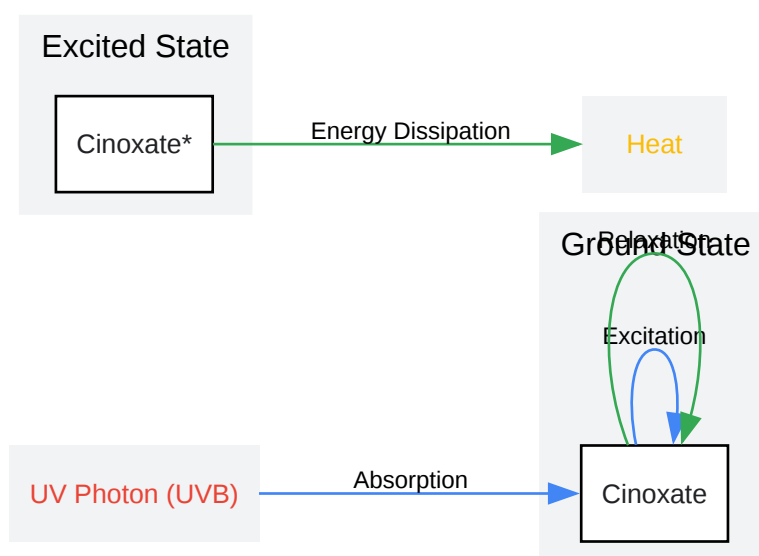 Excited State
Cinoxate*
Energy Dissipation
Heat
Ground State
Relaxation
Excitation
UV Photon (UVB)
Absorption
Cinoxate